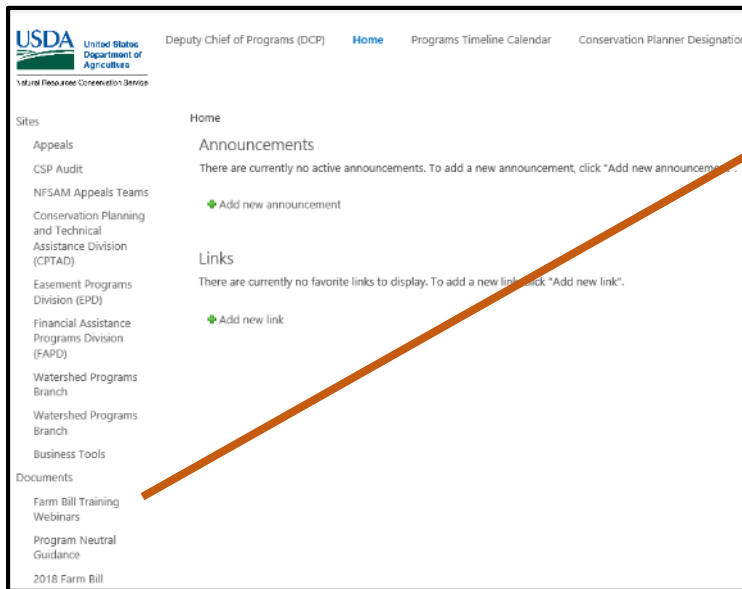 USDA
United States
Department of
Agriculture
Natural Resources Conservation Service
Deputy Chief of Programs (DCP) Home Programs Timeline Calendar Conservation Planner Designation
Sites
Appeals
CSP Audit
NFSAM Appeals Teams
Conservation Planning
and Technical
Assistance Division
(CPTAD)
Easement Programs
Division (EPD)
Financial Assistance
Programs Division
(FAPD)
Watershed Programs
Branch
Watershed Programs
Branch
Business Tools
Documents
Farm Bill Training
Webinars
Program Neutral
Guidance
2018 Farm Bill
Home
Announcements
There are currently no active announcements. To add a new announcement, click "Add new announcement".
Add new announcement
Links
There are currently no favorite links to display. To add a new link, click "Add new link".
Add new link